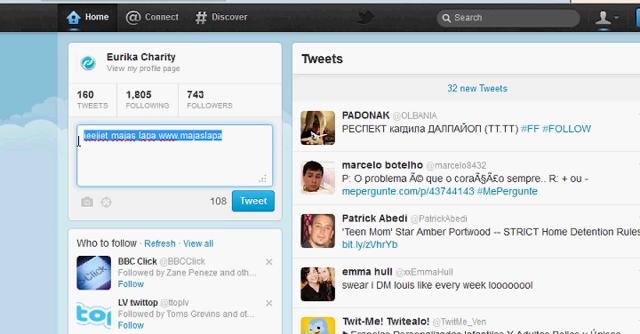 Home @ Connect # Discover Search
Eurika Charity
View my profile page
160 1,805 743
TWEETS FOLLOWING FOLLOWERS
ieejiet majas lapa www.majaslapa
108 Tweet
Who to follow · Refresh · View all
BBC Click @BBCClick
Followed by Zane Peneze and oth...
Follow
LV twittop @ttoplv
Followed by Toms Grevins and ot...
Follow
Tweets
32 new Tweets
PADONAK @OLBANIA
РЕСПЕКТ кагдила ДАЛПАЙОП (TT.TT) #FF #FOLLOW
marcelo botelho @marcelo8432
P: O problema Ã© que o coraÃ§Ã£o sempre.. R: + ou -
mepergunte.com/p/43744143 #MePergunte
Patrick Abedi @PatrickAbedi
'Teen Mom' Star Amber Portwood -- STRICT Home Detention Rules
bit.ly/zVhrYb
emma hull @xxEmmaHull
swear i DM louis like every week loooooool
Twit-Me! Twitealo! @TwitMe_Ven